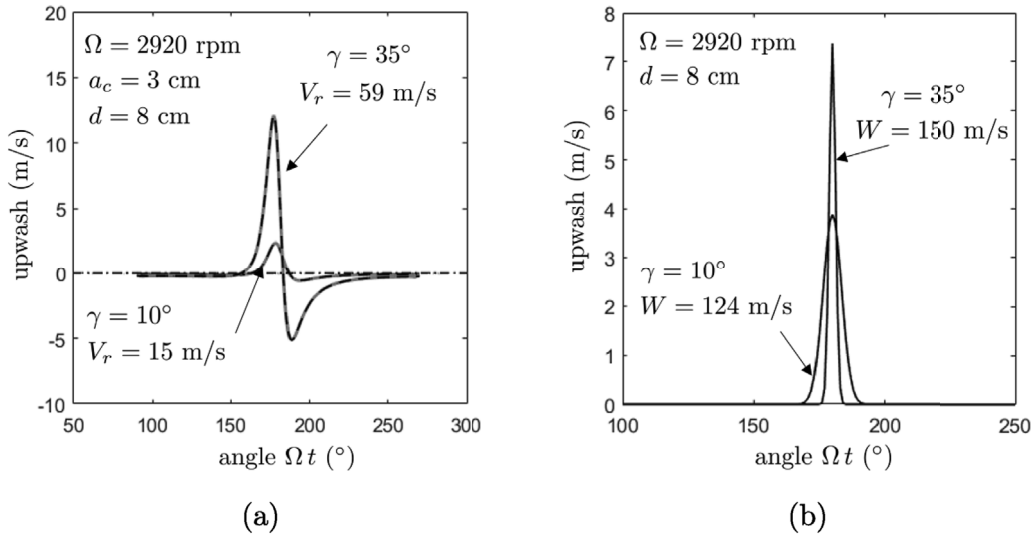 20
15
10
5
0
-5
-10
50
100
150
200
250
300
upwash (m/s)
angle Ω t (°)
Ω = 2920 rpm
a_c = 3 cm
d = 8 cm
γ = 35°
V_r = 59 m/s
γ = 10°
V_r = 15 m/s
(a)
8
7
6
5
4
3
2
1
0
100
150
200
250
upwash (m/s)
angle Ω t (°)
Ω = 2920 rpm
d = 8 cm
γ = 35°
W = 150 m/s
γ = 10°
W = 124 m/s
(b)